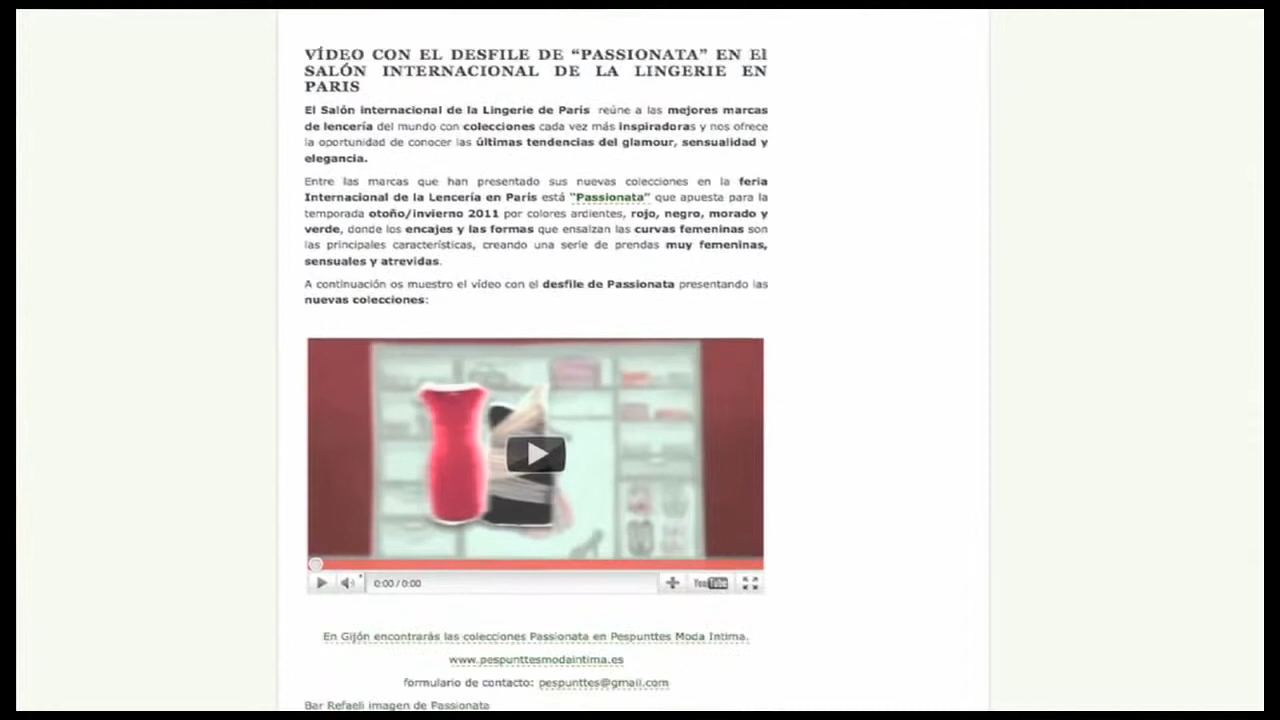 VÍDEO CON EL DESFILE DE “PASSIONATA” EN El
SALÓN INTERNACIONAL DE LA LINGERIE EN
PARIS
El Salón internacional de la Lingerie de París reúne a las mejores marcas
de lencería del mundo con colecciones cada vez más inspiradoras y nos ofrece
la oportunidad de conocer las últimas tendencias del glamour, sensualidad y
elegancia.
Entre las marcas que han presentado sus nuevas colecciones en la feria
Internacional de la Lencería en París está “Passionata” que apuesta para la
temporada otoño/invierno 2011 por colores ardientes, rojo, negro, morado y
verde, donde los encajes y las formas que ensalzan las curvas femeninas son
las principales características, creando una serie de prendas muy femeninas,
sensuales y atrevidas.
A continuación os muestro el vídeo con el desfile de Passionata presentando las
nuevas colecciones:
0:00 / 0:00
YouTube
En Gijón encontrarás las colecciones Passionata en Pespunttes Moda Intima.
www.pespunttesmodaintima.es
formulario de contacto: pespunttes@gmail.com
Bar Refaeli imagen de Passionata